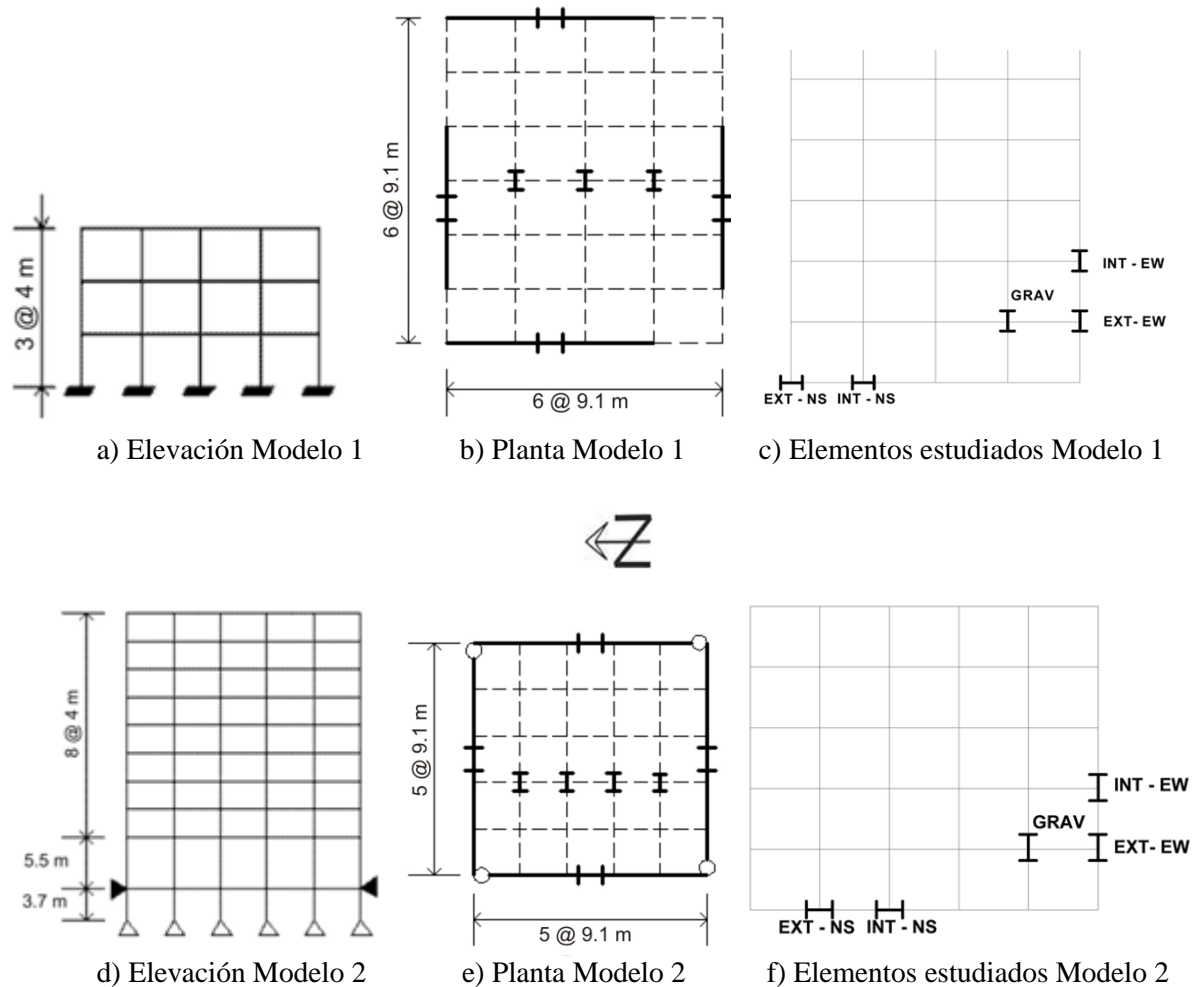 3 @ 4 m
6 @ 9.1 m
6 @ 9.1 m
INT - EW
GRAV
EXT- EW
EXT - NS INT - NS
a) Elevación Modelo 1
b) Planta Modelo 1
c) Elementos estudiados Modelo 1
Z
8 @ 4 m
5.5 m
3.7 m
5 @ 9.1 m
5 @ 9.1 m
INT - EW
GRAV
EXT- EW
EXT - NS INT - NS
d) Elevación Modelo 2
e) Planta Modelo 2
f) Elementos estudiados Modelo 2